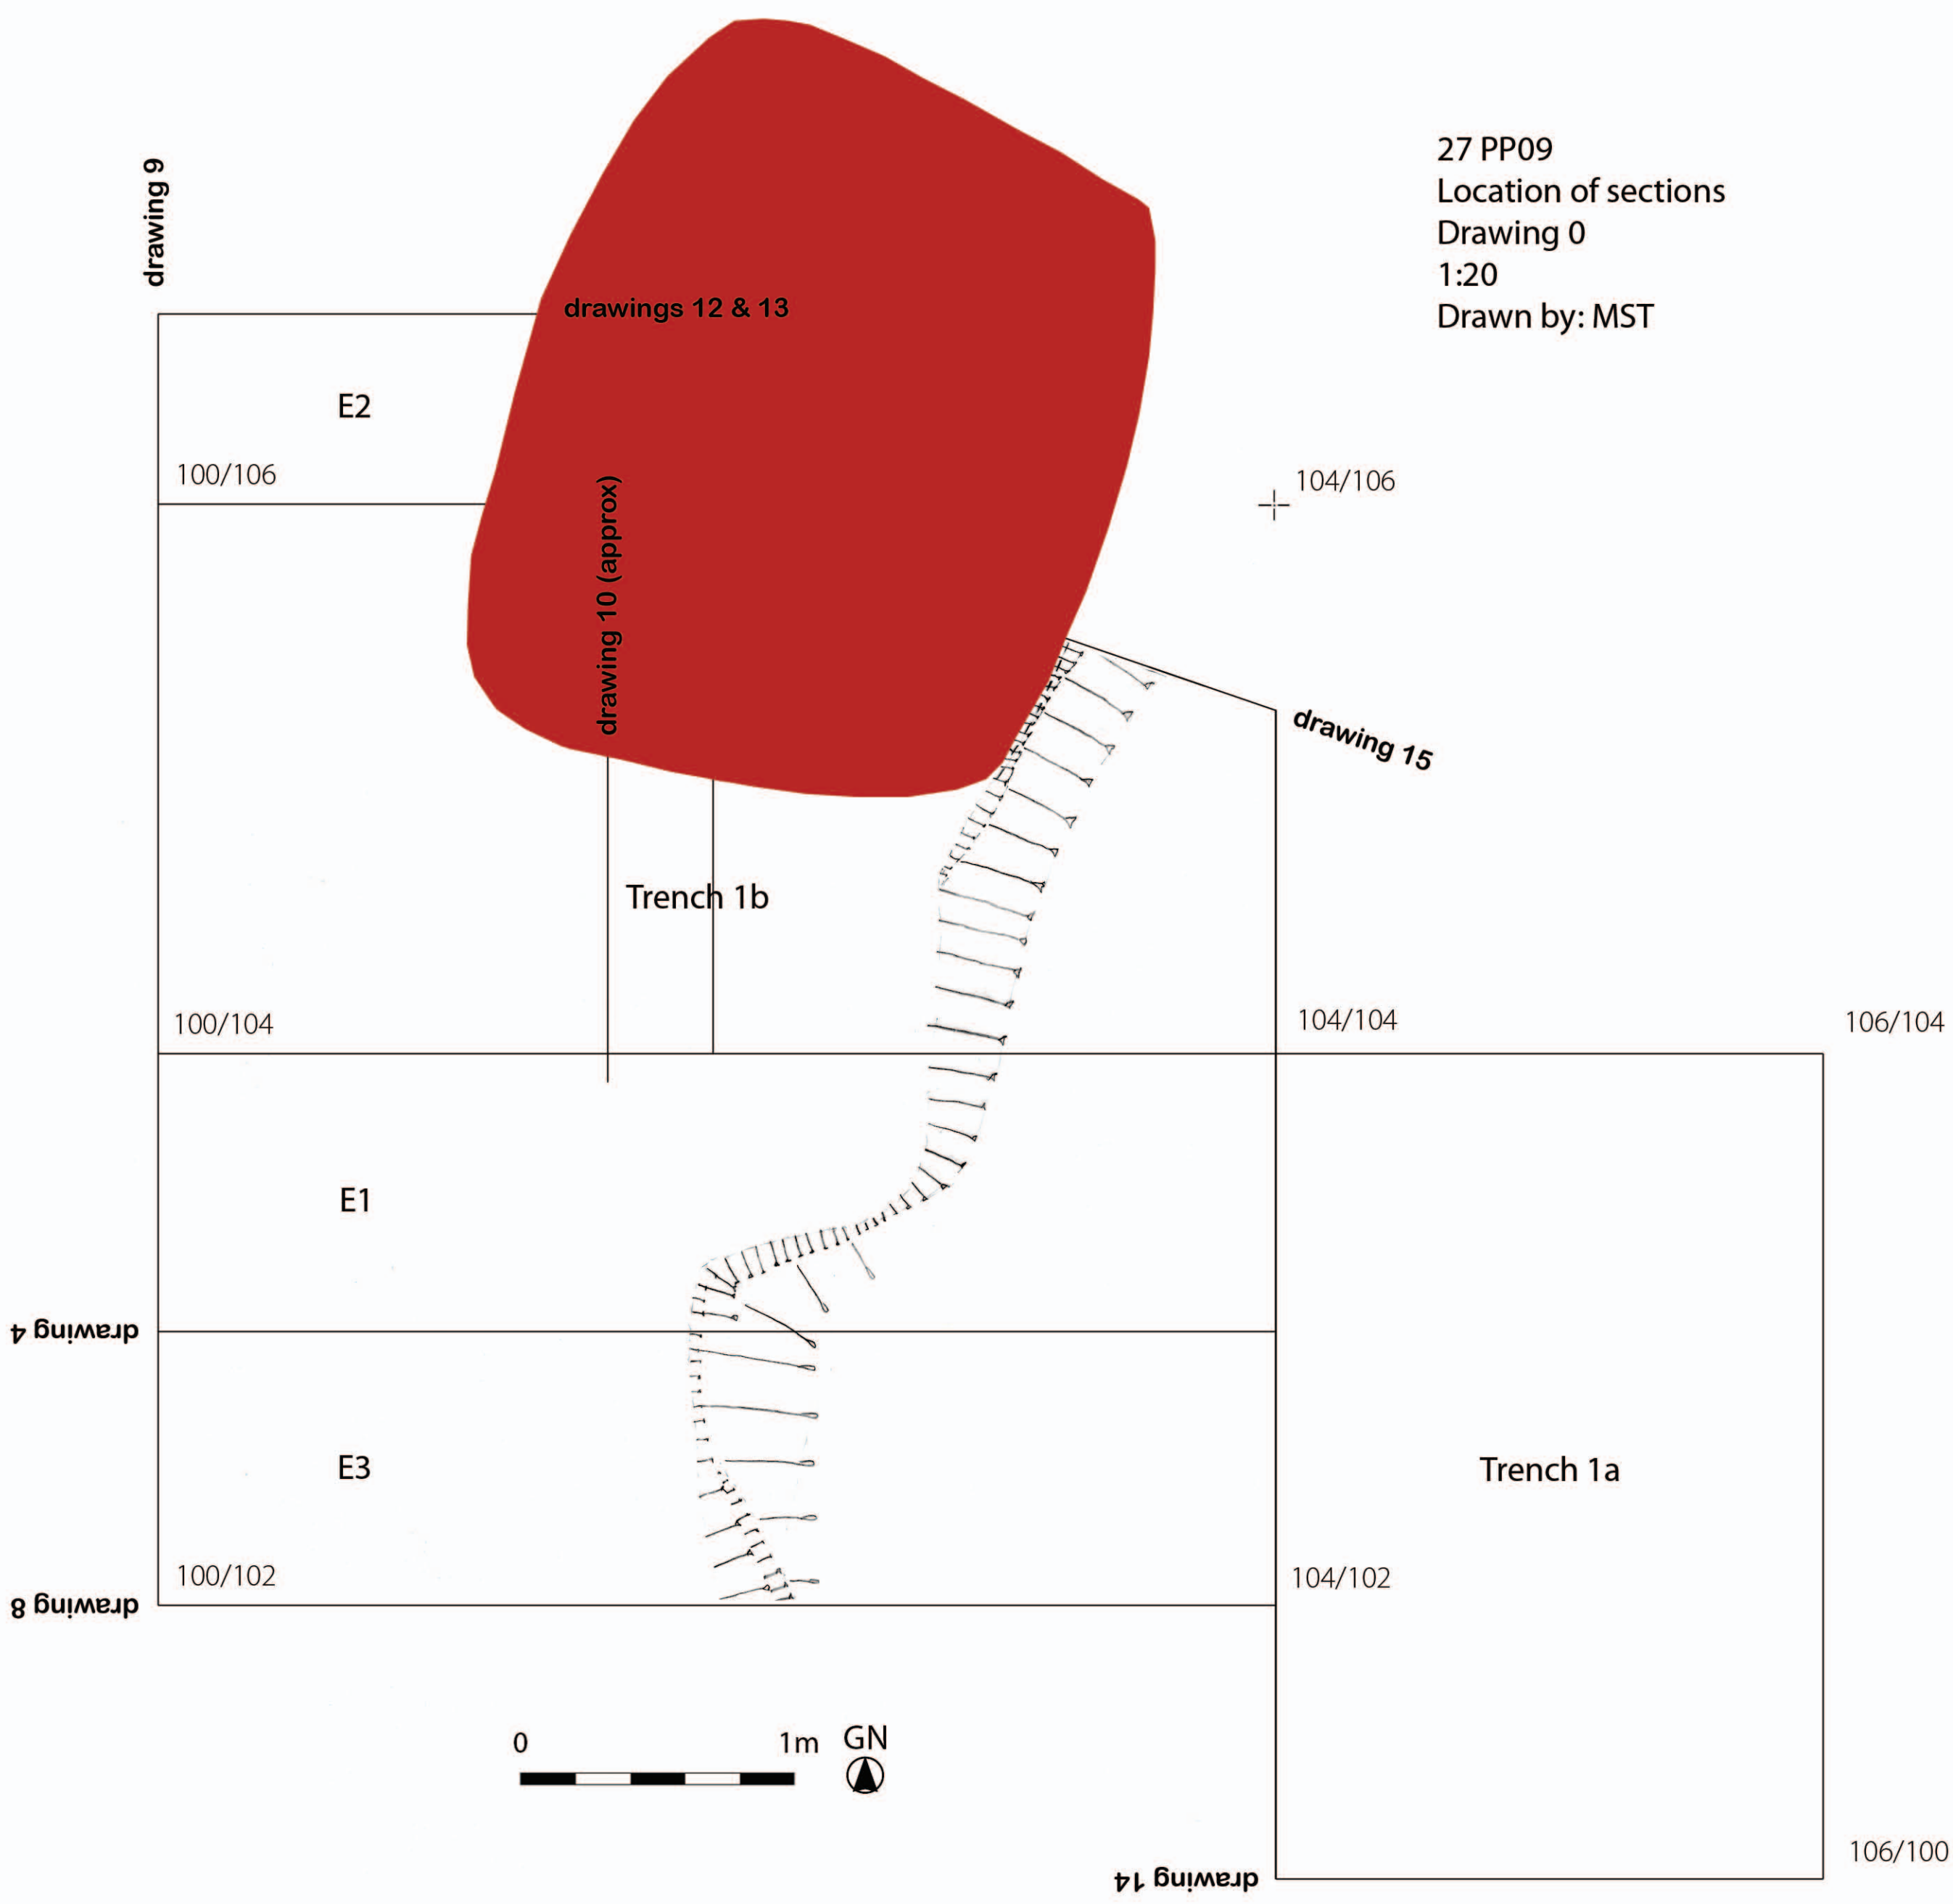 27 PP09
Location of sections
Drawing 0
1:20
Drawn by: MST
drawing 9
drawings 12 & 13
E2
100/106
104/106
drawing 10 (approx)
drawing 15
Trench 1b
100/104
104/104
106/104
E1
drawing 4
E3
Trench 1a
100/102
104/102
drawing 8
0
1m
GN
106/100
drawing 14